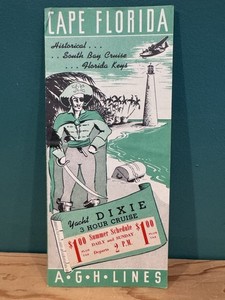 CAPE FLORIDA
Historical...
..South Bay Cruise
...Florida Keys
Yacht DIXIE
3 HOUR CRUISE
$1.00 Summer Schedule $1.00
DAILY and SUNDAY
Departs 2 P.M.
A·G·H·LINES